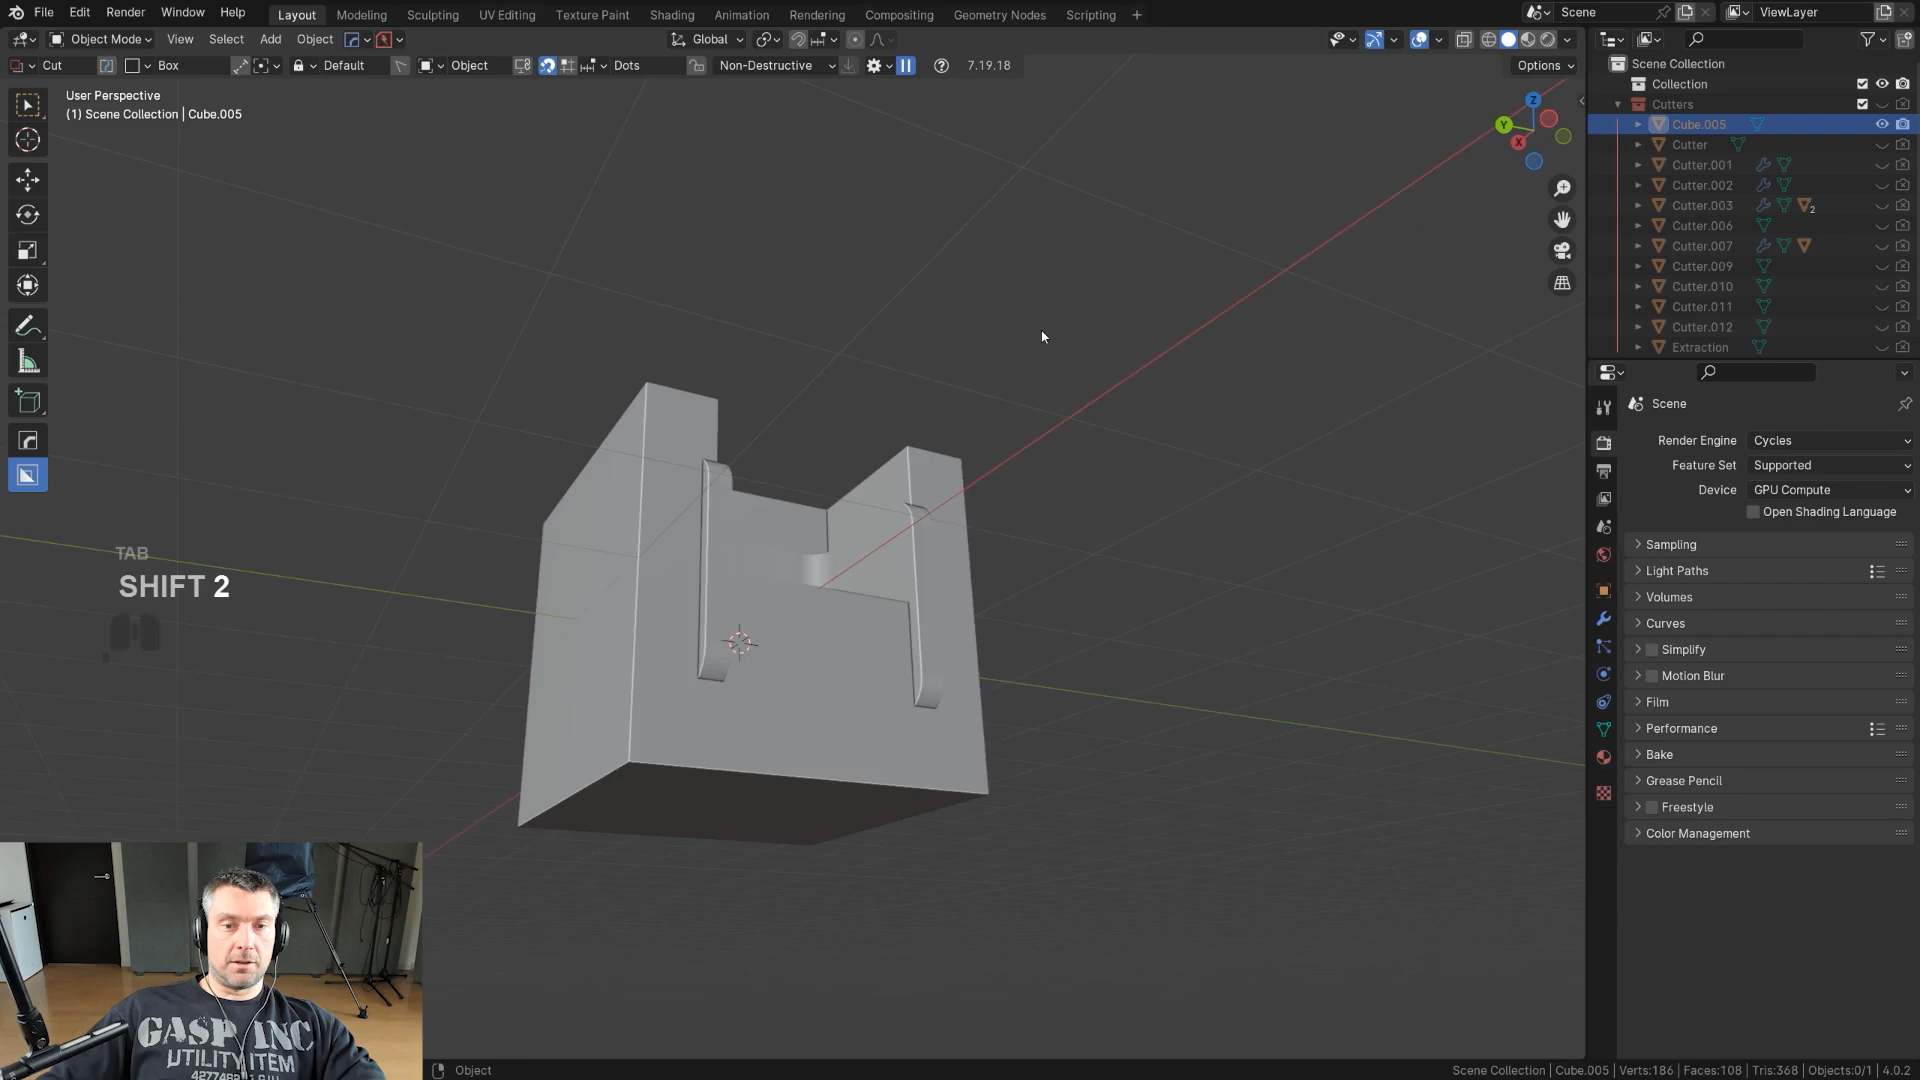 File Edit Render Window Help Layout Modeling Sculpting UV Editing Texture Paint Shading Animation Rendering Compositing Geometry Nodes Scripting + Scene ViewLayer
Object Mode View Select Add Object Global
Cut Box Default Object Dots Non-Destructive 7.19.18 Options
User Perspective
(1) Scene Collection | Cube.005
Z
Y
X
TAB
SHIFT 2
Scene Collection
Collection
Cutters
Cube.005
Cutter
Cutter.001
Cutter.002
Cutter.003 2
Cutter.006
Cutter.007
Cutter.009
Cutter.010
Cutter.011
Cutter.012
Extraction
Scene
Render Engine Cycles
Feature Set Supported
Device GPU Compute
Open Shading Language
Sampling
Light Paths
Volumes
Curves
Simplify
Motion Blur
Film
Performance
Bake
Grease Pencil
Freestyle
Color Management
GASP INC
UTILITY ITEM
Object
Scene Collection | Cube.005 | Verts:186 | Faces:108 | Tris:368 | Objects:0/1 | 4.0.2